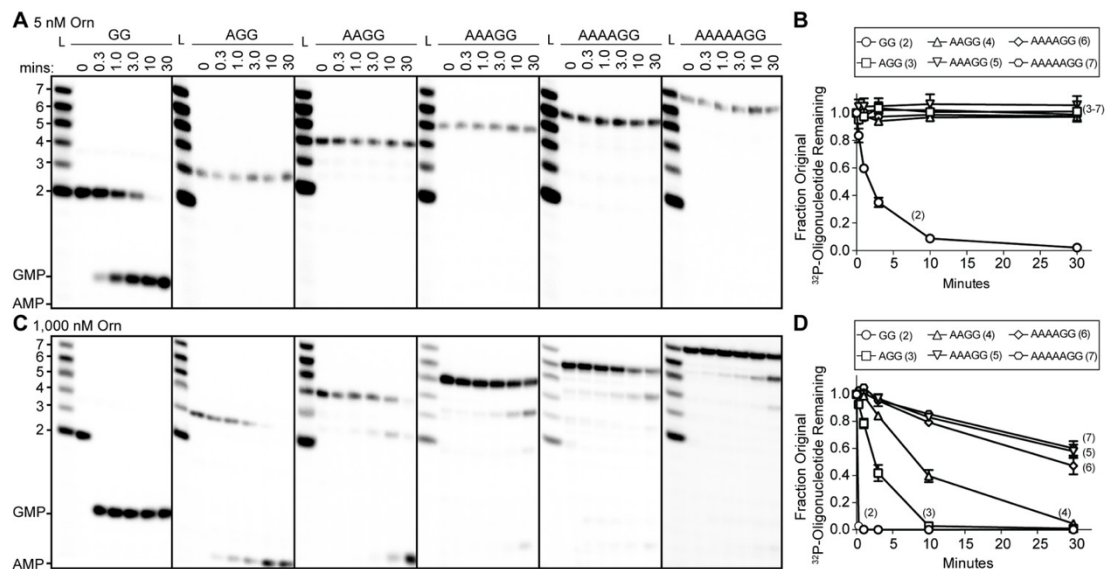 A 5 nM Orn
GG AGG AAGG AAAGG AAAAGG AAAAAGG
mins: L 0 0.3 1.0 3.0 10 30 L 0 0.3 1.0 3.0 10 30 L 0 0.3 1.0 3.0 10 30 L 0 0.3 1.0 3.0 10 30 L 0 0.3 1.0 3.0 10 30 L 0 0.3 1.0 3.0 10 30
7
6
5
4
3
2
GMP
AMP
B
GG (2) AAGG (4) AAAAGG (6)
AGG (3) AAAGG (5) AAAAAGG (7)
Fraction Original
32P-Oligonucleotide Remaining
1.0
0.8
0.6
0.4
0.2
0.0
(3-7)
(2)
0 5 10 15 20 25 30
Minutes
C 1,000 nM Orn
7
6
5
4
3
2
GMP
AMP
D
GG (2) AAGG (4) AAAAGG (6)
AGG (3) AAAGG (5) AAAAAGG (7)
Fraction Original
32P-Oligonucleotide Remaining
1.0
0.8
0.6
0.4
0.2
0.0
(7)
(5)
(6)
(2) (3) (4)
0 5 10 15 20 25 30
Minutes